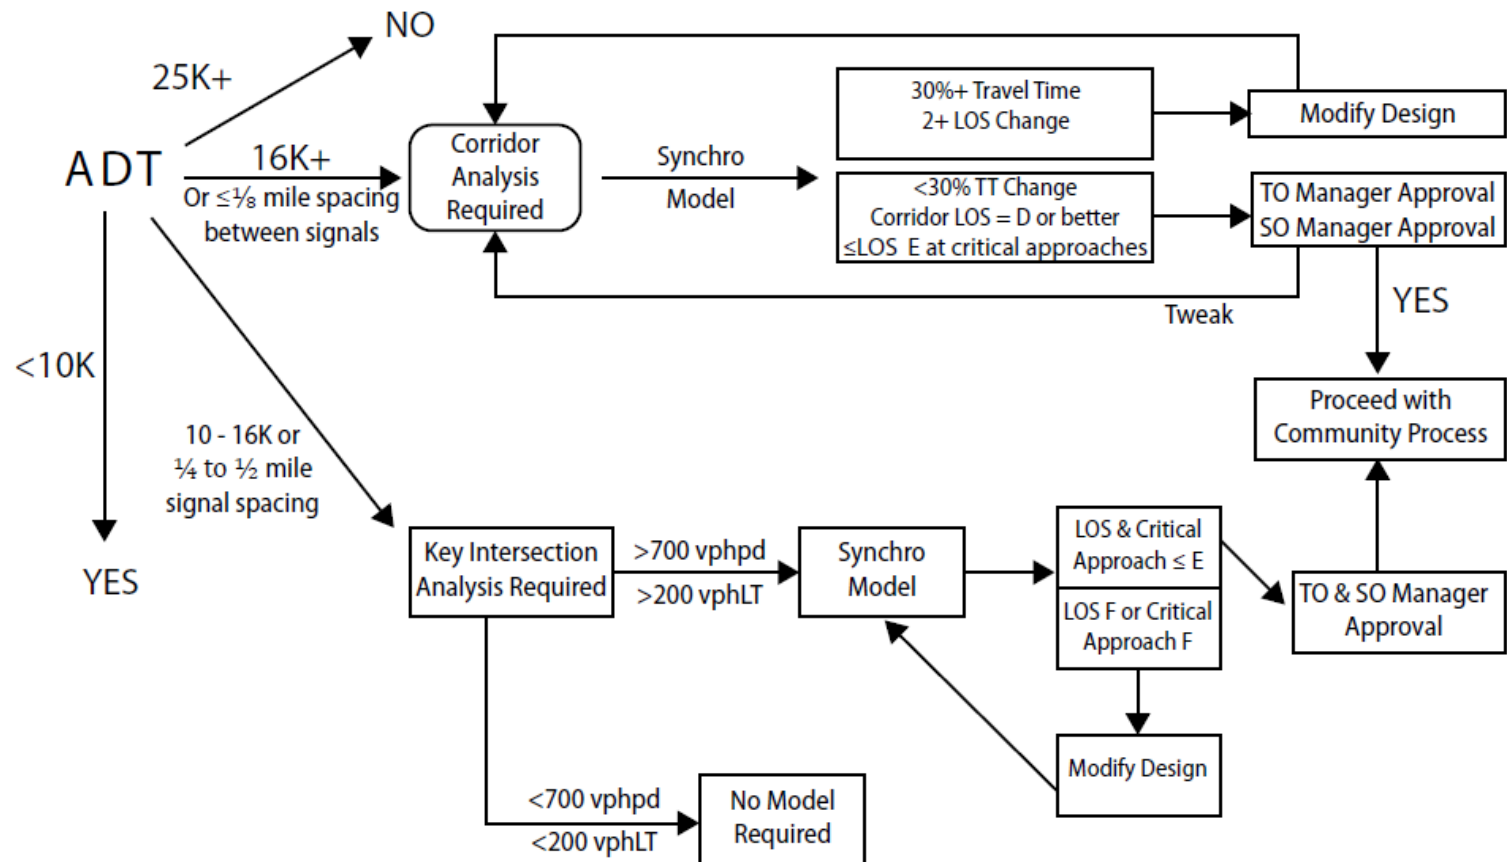 NO
25K+
ADT
16K+
Or ≤⅛ mile spacing
between signals
<10K
10 - 16K or
¼ to ½ mile
signal spacing
YES
Corridor
Analysis
Required
Synchro
Model
30%+ Travel Time
2+ LOS Change
Modify Design
<30% TT Change
Corridor LOS = D or better
≤LOS E at critical approaches
TO Manager Approval
SO Manager Approval
Tweak
YES
Proceed with
Community Process
Key Intersection
Analysis Required
>700 vphpd
>200 vphLT
Synchro
Model
LOS & Critical
Approach ≤ E
LOS F or Critical
Approach F
TO & SO Manager
Approval
Modify Design
<700 vphpd
<200 vphLT
No Model
Required